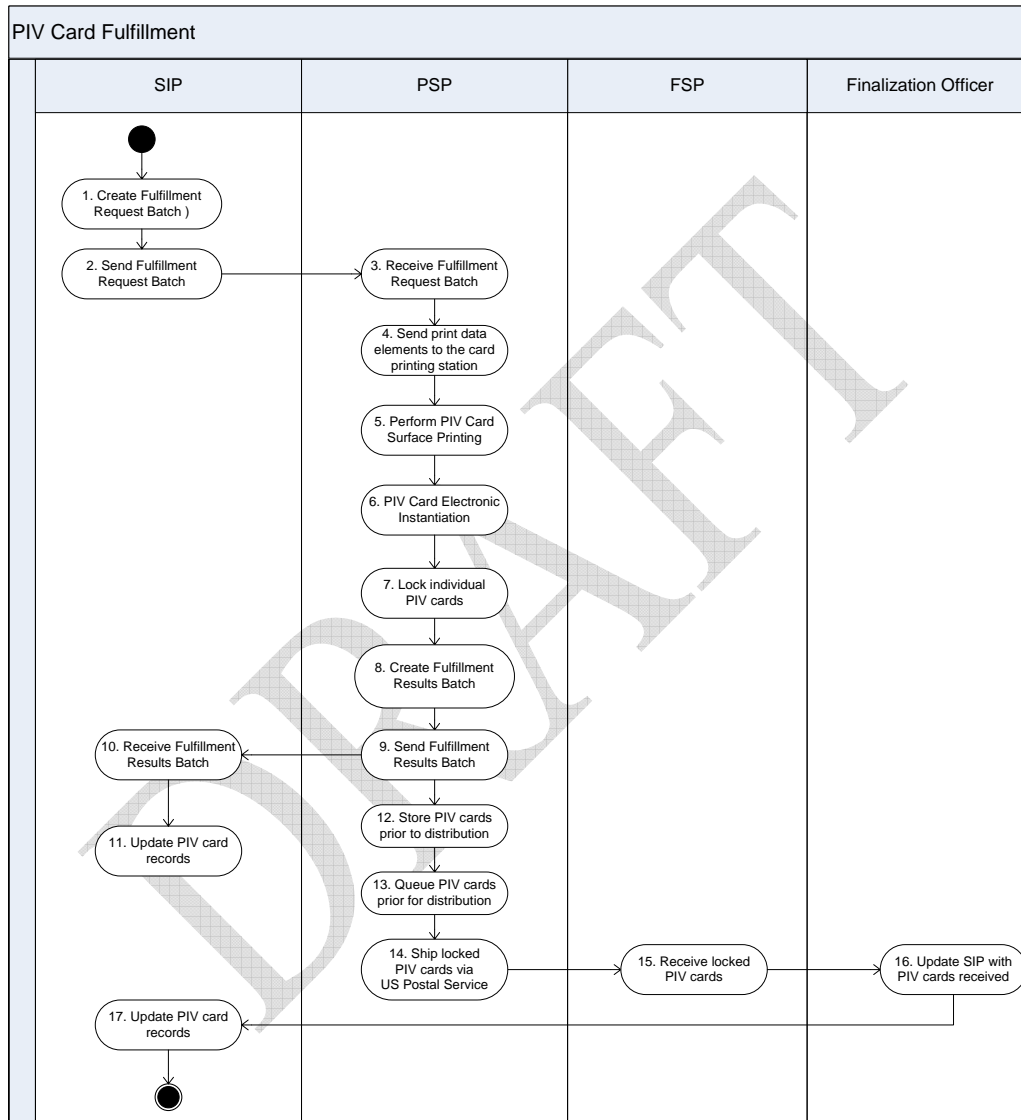 PIV Card Fulfillment
SIP
PSP
FSP
Finalization Officer
1. Create Fulfillment
Request Batch )
2. Send Fulfillment
Request Batch
3. Receive Fulfillment
Request Batch
4. Send print data
elements to the card
printing station
5. Perform PIV Card
Surface Printing
6. PIV Card Electronic
Instantiation
7. Lock individual
PIV cards
8. Create Fulfillment
Results Batch
9. Send Fulfillment
Results Batch
10. Receive Fulfillment
Results Batch
11. Update PIV card
records
12. Store PIV cards
prior to distribution
13. Queue PIV cards
prior for distribution
14. Ship locked
PIV cards via
US Postal Service
15. Receive locked
PIV cards
16. Update SIP with
PIV cards received
17. Update PIV card
records
DRAFT